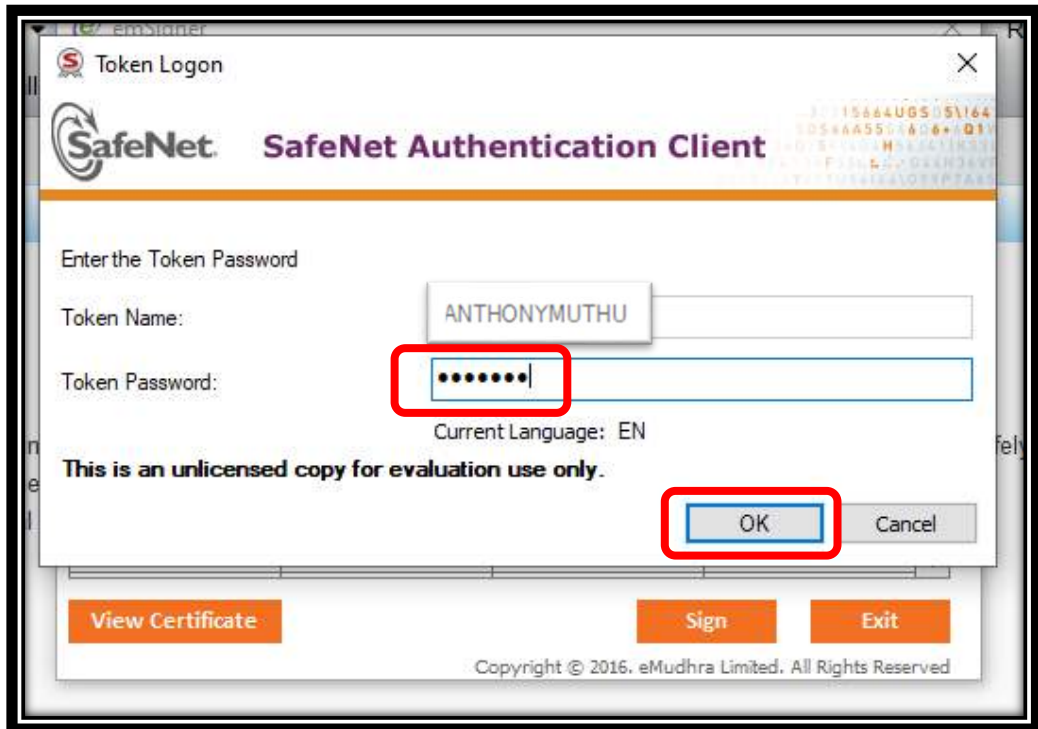 emSigner
Token Logon
SafeNet. SafeNet Authentication Client
Enter the Token Password
Token Name: ANTHONYMUTHU
Token Password: •••••••
Current Language: EN
This is an unlicensed copy for evaluation use only.
OK Cancel
View Certificate Sign Exit
Copyright © 2016. eMudhra Limited. All Rights Reserved